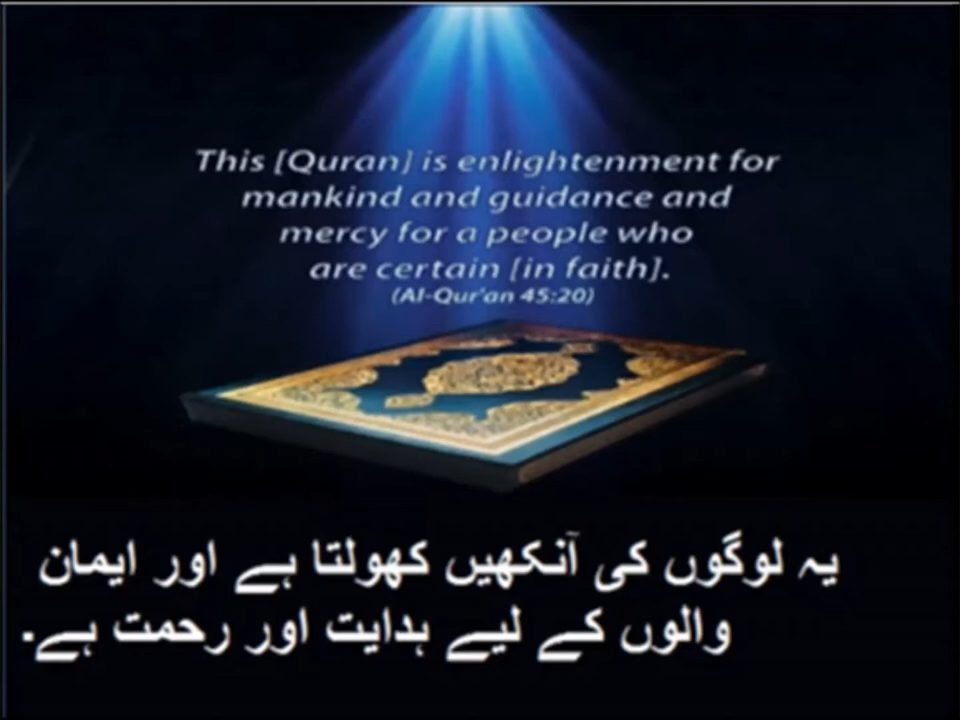 This [Quran] is enlightenment for
mankind and guidance and
mercy for a people who
are certain [in faith].
(Al-Qur'an 45:20)
یہ لوگوں کی آنکھیں کھولتا ہے اور ایمان
والوں کے لیے ہدایت اور رحمت ہے۔